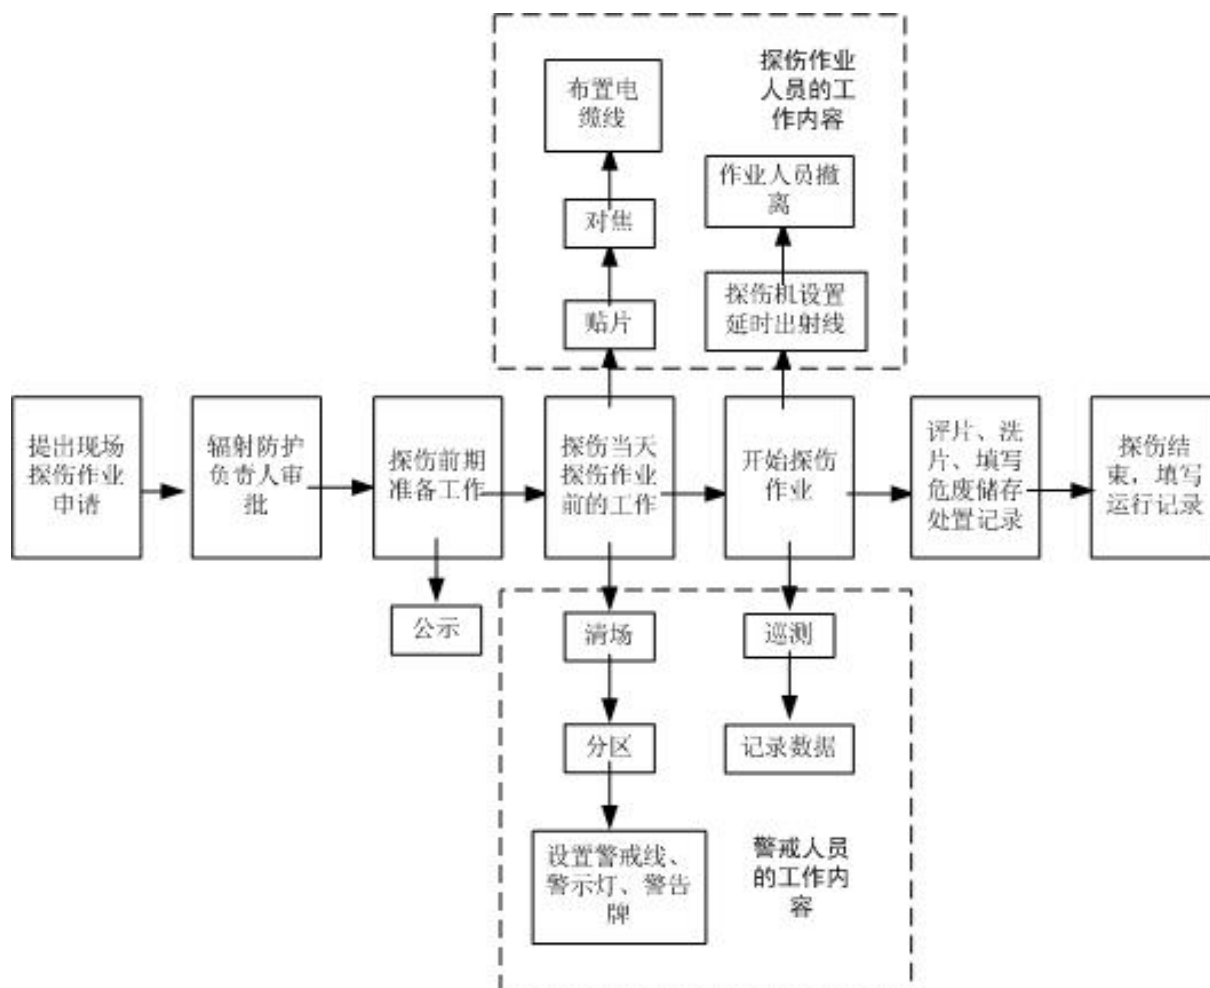 探伤作业
人员的工
作内容
布置电
缆线
作业人员撤
离
对焦
探伤机设置
延时出射线
贴片
提出现场
探伤作业
申请
辐射防护
负责人审
批
探伤前期
准备工作
探伤当天
探伤作业
前的工作
开始探伤
作业
评片、洗
片、填写
危废储存
处置记录
探伤结
束，填写
运行记录
公示
清场
巡测
分区
记录数据
设置警戒线、
警示灯、警告
牌
警戒人员
的工作内
容